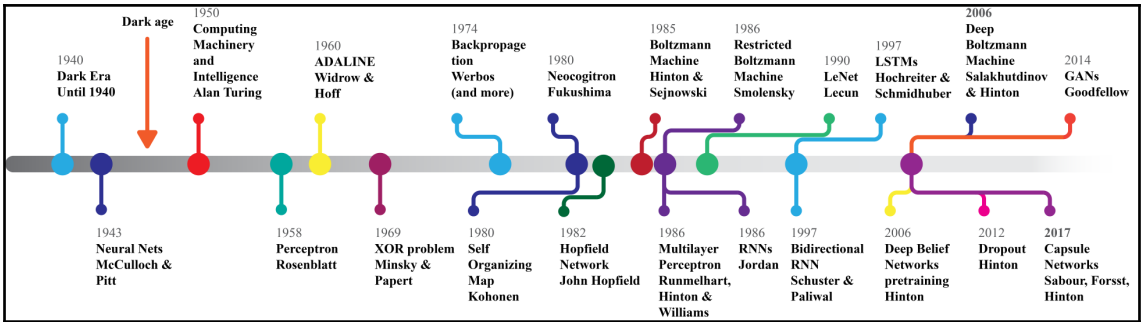 Dark age
1940
Dark Era
Until 1940
1950
Computing
Machinery
and
Intelligence
Alan Turing
1960
ADALINE
Widrow &
Hoff
1974
Backpropaga
tion
Werbos
(and more)
1980
Neocogitron
Fukushima
1985
Boltzmann
Machine
Hinton &
Sejnowski
1986
Restricted
Boltzmann
Machine
Smolensky
1990
LeNet
Lecun
1997
LSTMs
Hochreiter &
Schmidhuber
2006
Deep
Boltzmann
Machine
Salakhutdinov
& Hinton
2014
GANs
Goodfellow
1943
Neural Nets
McCulloch &
Pitt
1958
Perceptron
Rosenblatt
1969
XOR problem
Minsky &
Papert
1980
Self
Organizing
Map
Kohonen
1982
Hopfield
Network
John Hopfield
1986
Multilayer
Perceptron
Runmelhart,
Hinton &
Williams
1986
RNNs
Jordan
1997
Bidirectional
RNN
Schuster &
Paliwal
2006
Deep Belief
Networks
pretraining
Hinton
2012
Dropout
Hinton
2017
Capsule
Networks
Sabour, Forsst,
Hinton